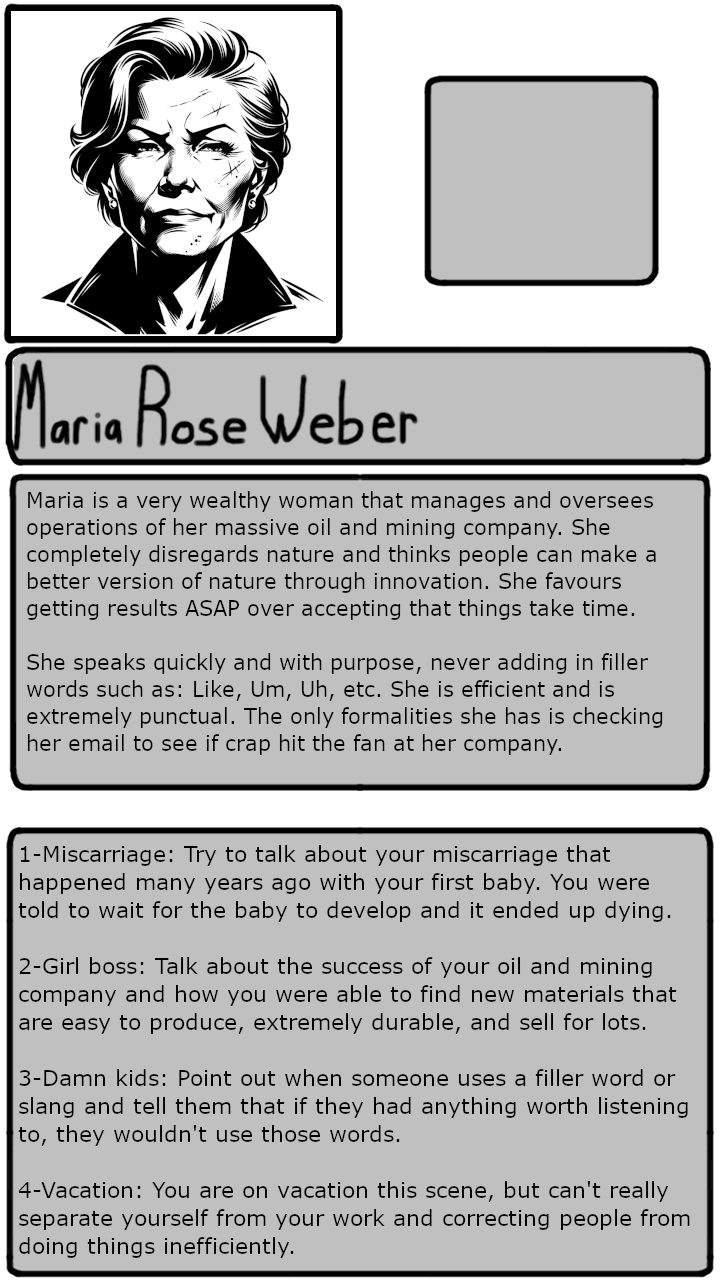 Maria Rose Weber
Maria is a very wealthy woman that manages and oversees
operations of her massive oil and mining company. She
completely disregards nature and thinks people can make a
better version of nature through innovation. She favours
getting results ASAP over accepting that things take time.
She speaks quickly and with purpose, never adding in filler
words such as: Like, Um, Uh, etc. She is efficient and is
extremely punctual. The only formalities she has is checking
her email to see if crap hit the fan at her company.
1-Miscarriage: Try to talk about your miscarriage that
happened many years ago with your first baby. You were
told to wait for the baby to develop and it ended up dying.
2-Girl boss: Talk about the success of your oil and mining
company and how you were able to find new materials that
are easy to produce, extremely durable, and sell for lots.
3-Damn kids: Point out when someone uses a filler word or
slang and tell them that if they had anything worth listening
to, they wouldn't use those words.
4-Vacation: You are on vacation this scene, but can't really
separate yourself from your work and correcting people from
doing things inefficiently.